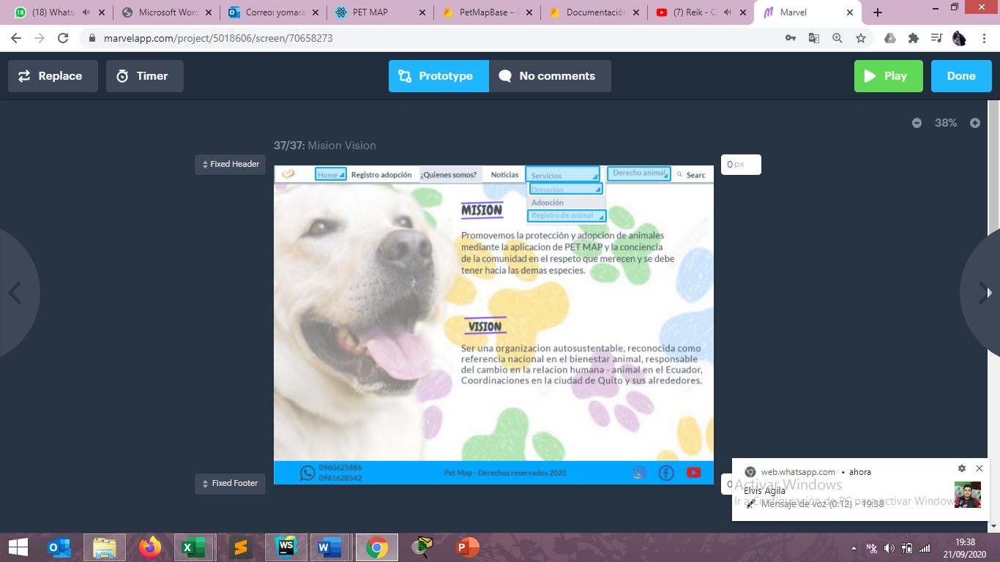 (18) Whats
Microsoft Word
Correo: yomara
PET MAP
PetMapBase – F
Documentación
(7) Reik - C
Marvel
marvelapp.com/project/5018606/screen/70658273
Replace
Timer
Prototype
No comments
Play
Done
38%
37/37: Mision Vision
Fixed Header
0 px
Home
Registro adopción
¿Quienes somos?
Noticias
Servicios
Derecho animal
Searc
Donación
Adopción
Registro de animal
MISIÓN
Promovemos la protección y adopcion de animales
mediante la aplicacion de PET MAP y la conciencia
de la comunidad en el respeto que merecen y se debe
tener hacia las demas especies.
VISION
Ser una organizacion autosustentable, reconocida como
referencia nacional en el bienestar animal, responsable
del cambio en la relacion humana - animal en el Ecuador,
Coordinaciones en la ciudad de Quito y sus alrededores.
0960625886
0961628542
Pet Map - Derechos reservados 2020
Fixed Footer
0
web.whatsapp.com • ahora
Activar Windows
Elvis Agila
Ir a Configuración de PC para activar Windows
Mensaje de voz (0:12) - 19:38
19:38
21/09/2020